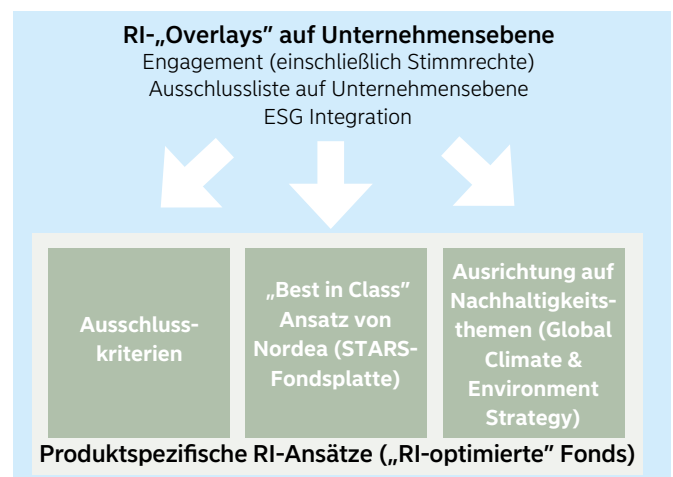 RI-„Overlays” auf Unternehmensebene
Engagement (einschließlich Stimmrechte)
Ausschlussliste auf Unternehmensebene
ESG Integration
Ausschluss-
kriterien
„Best in Class”
Ansatz von
Nordea (STARS-
Fondsplatte)
Ausrichtung auf
Nachhaltigkeits-
themen (Global
Climate &
Environment
Strategy)
Produktspezifische RI-Ansätze („RI-optimierte” Fonds)